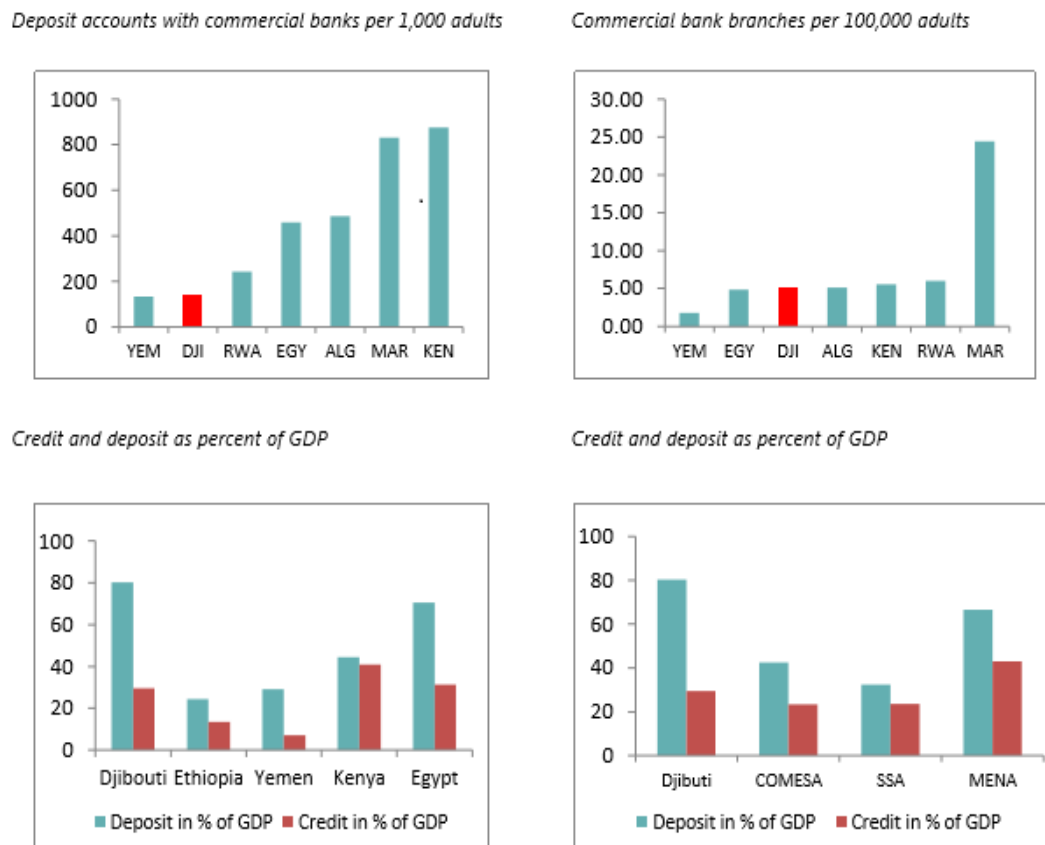 Deposit accounts with commercial banks per 1,000 adults
1000
800
600
400
200
0
YEM DJI RWA EGY ALG MAR KEN
Commercial bank branches per 100,000 adults
30.00
25.00
20.00
15.00
10.00
5.00
0.00
YEM EGY DJI ALG KEN RWA MAR
Credit and deposit as percent of GDP
100
80
60
40
20
0
Djibouti Ethiopia Yemen Kenya Egypt
Deposit in % of GDP Credit in % of GDP
Credit and deposit as percent of GDP
100
80
60
40
20
0
Djibuti COMESA SSA MENA
Deposit in % of GDP Credit in % of GDP